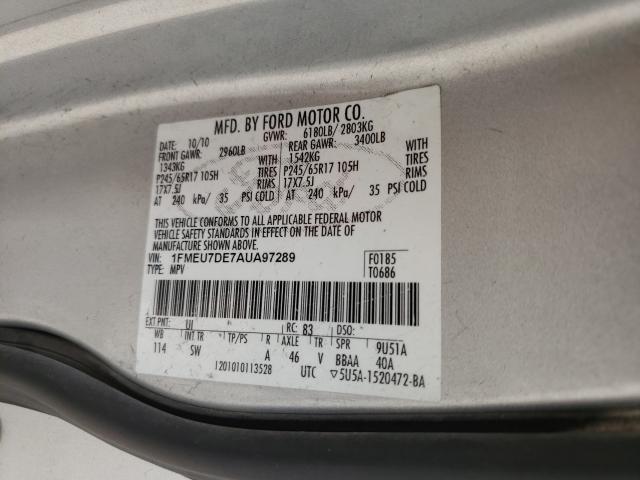 MFD. BY FORD MOTOR CO.
DATE: 10/10 GVWR: 6180LB/ 2803KG
FRONT GAWR: 2960LB REAR GAWR: 3400LB
1343KG 1542KG
P245/65R17 105H TIRES P245/65R17 105H TIRES
17X7.5J RIMS 17X7.5J RIMS
AT 240 kPa/ 35 PSI COLD AT 240 kPa/ 35 PSI COLD
THIS VEHICLE CONFORMS TO ALL APPLICABLE FEDERAL MOTOR
VEHICLE SAFETY STANDARDS IN EFFECT ON THE DATE OF
MANUFACTURE SHOWN ABOVE.
VIN: 1FMEU7DE7AUA97289 F0185
TYPE: MPV T0686
EXT PNT: UI RC: 83 DSO:
WB INT TR TP/PS R AXLE TR SPR 9U51A
114 SW A 46 V BBAA 40A
1201010113528 UTC ▽5U5A-1520472-BA